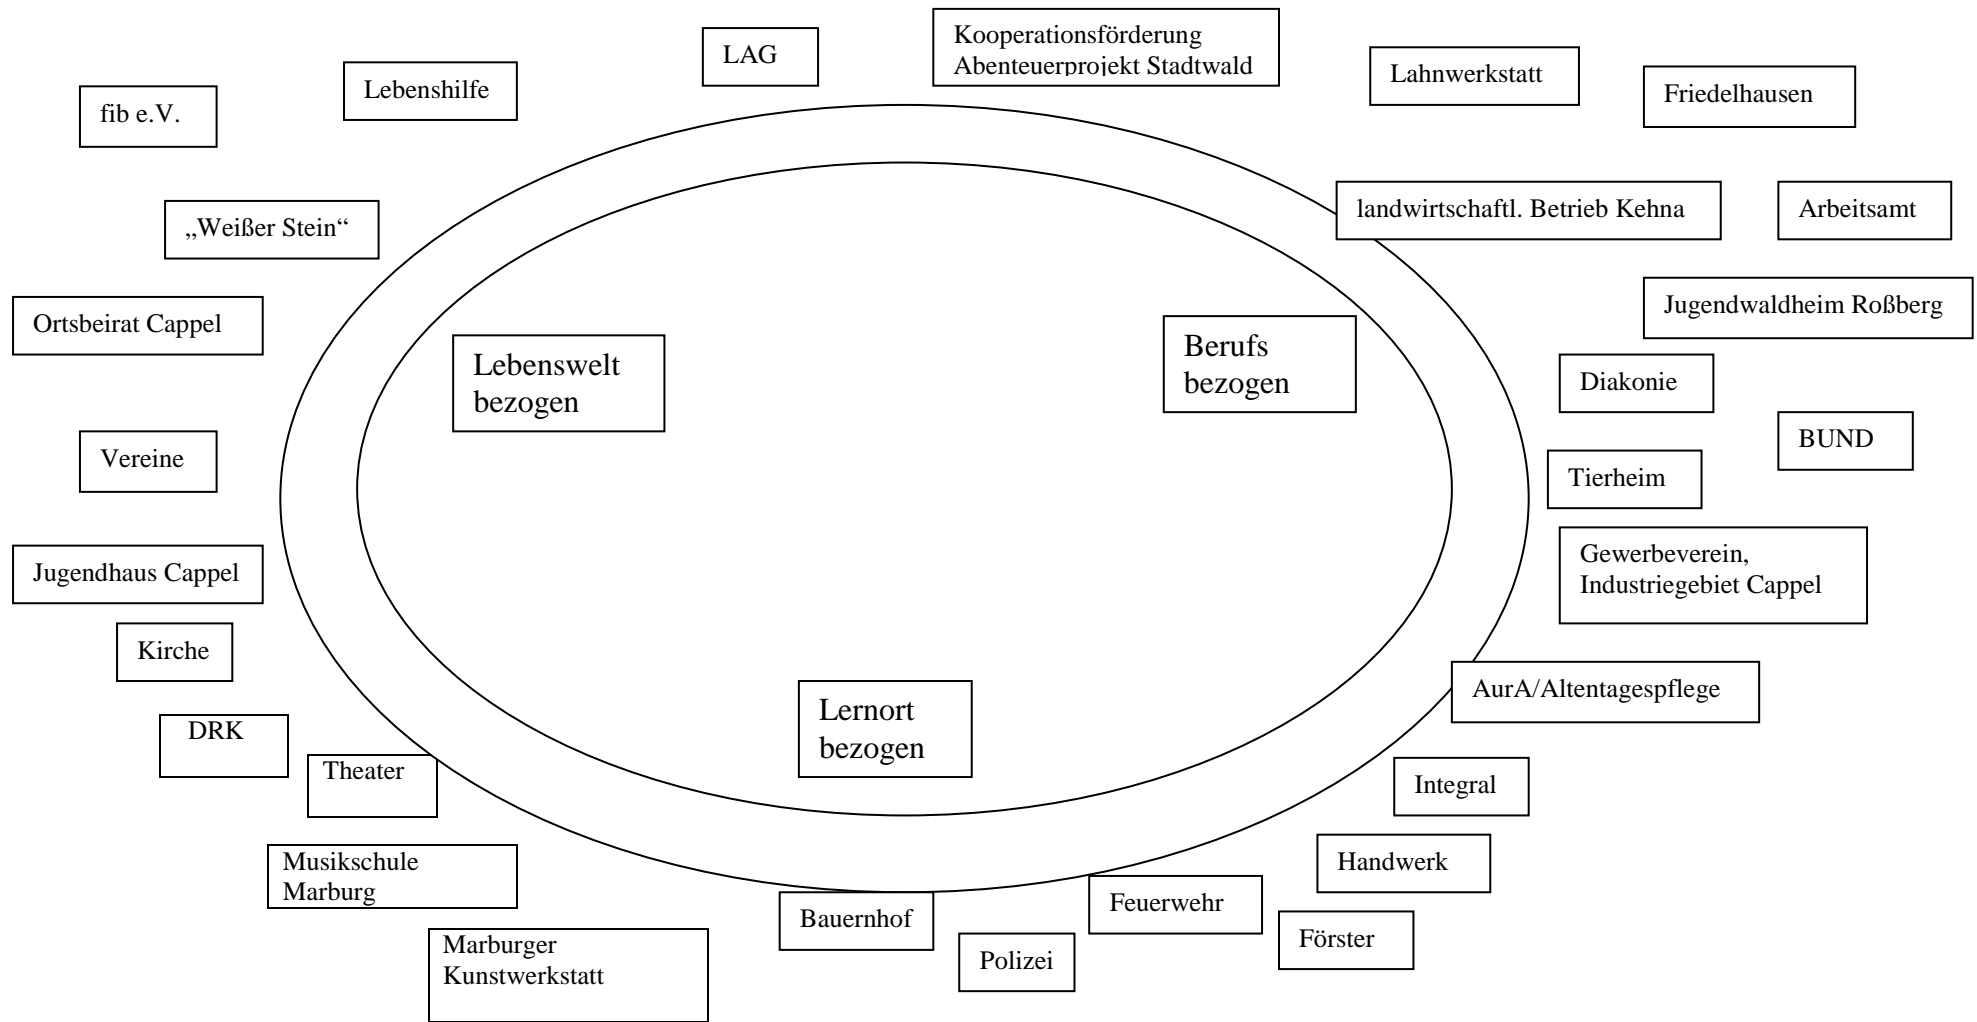 LAG
Kooperationsförderung
Abenteuerprojekt Stadtwald
Lahnwerkstatt
Friedelhausen
Lebenshilfe
fib e.V.
landwirtschaftl. Betrieb Kehna
Arbeitsamt
„Weißer Stein“
Ortsbeirat Cappel
Jugendwaldheim Roßberg
Lebenswelt
bezogen
Berufs
bezogen
Diakonie
BUND
Vereine
Tierheim
Gewerbeverein,
Industriegebiet Cappel
Jugendhaus Cappel
Kirche
AurA/Altentagespflege
Lernort
bezogen
DRK
Theater
Integral
Musikschule
Marburg
Handwerk
Bauernhof
Feuerwehr
Förster
Marburger
Kunstwerkstatt
Polizei